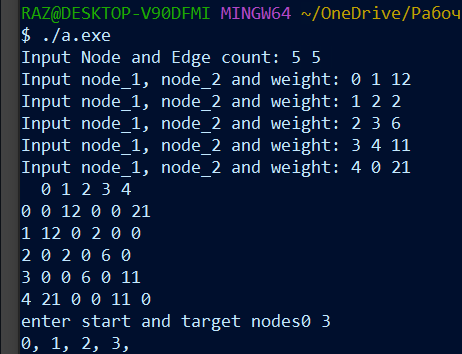 RAZ@DESKTOP-V90DFMI MINGW64 ~/OneDrive/Рабоч
$ ./a.exe
Input Node and Edge count: 5 5
Input node_1, node_2 and weight: 0 1 12
Input node_1, node_2 and weight: 1 2 2
Input node_1, node_2 and weight: 2 3 6
Input node_1, node_2 and weight: 3 4 11
Input node_1, node_2 and weight: 4 0 21
  0 1 2 3 4
0 0 12 0 0 21
1 12 0 2 0 0
2 0 2 0 6 0
3 0 0 6 0 11
4 21 0 0 11 0
enter start and target nodes0 3
0, 1, 2, 3,